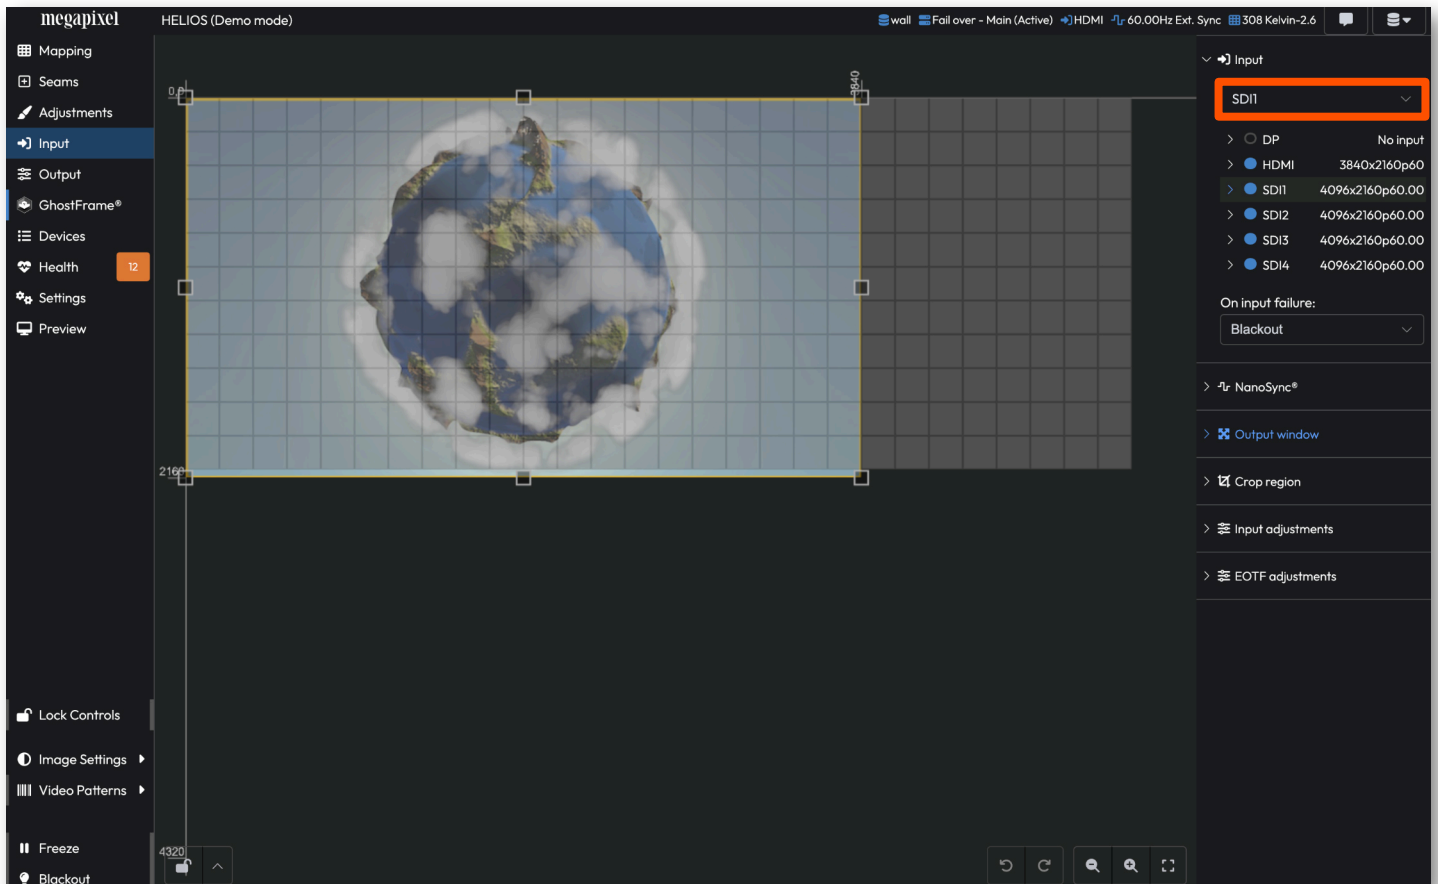 megapixel HELIOS (Demo mode) wall Fail over - Main (Active) HDMI 60.00Hz Ext. Sync 308 Kelvin-2.6
Mapping
Seams
Adjustments
Input
Output
GhostFrame®
Devices
Health 12
Settings
Preview
Lock Controls
Image Settings
Video Patterns
Freeze
Blackout
0,0
3840
2160
4320
Input
SDI1
DP No input
HDMI 3840x2160p60
SDI1 4096x2160p60.00
SDI2 4096x2160p60.00
SDI3 4096x2160p60.00
SDI4 4096x2160p60.00
On input failure:
Blackout
NanoSync®
Output window
Crop region
Input adjustments
EOTF adjustments